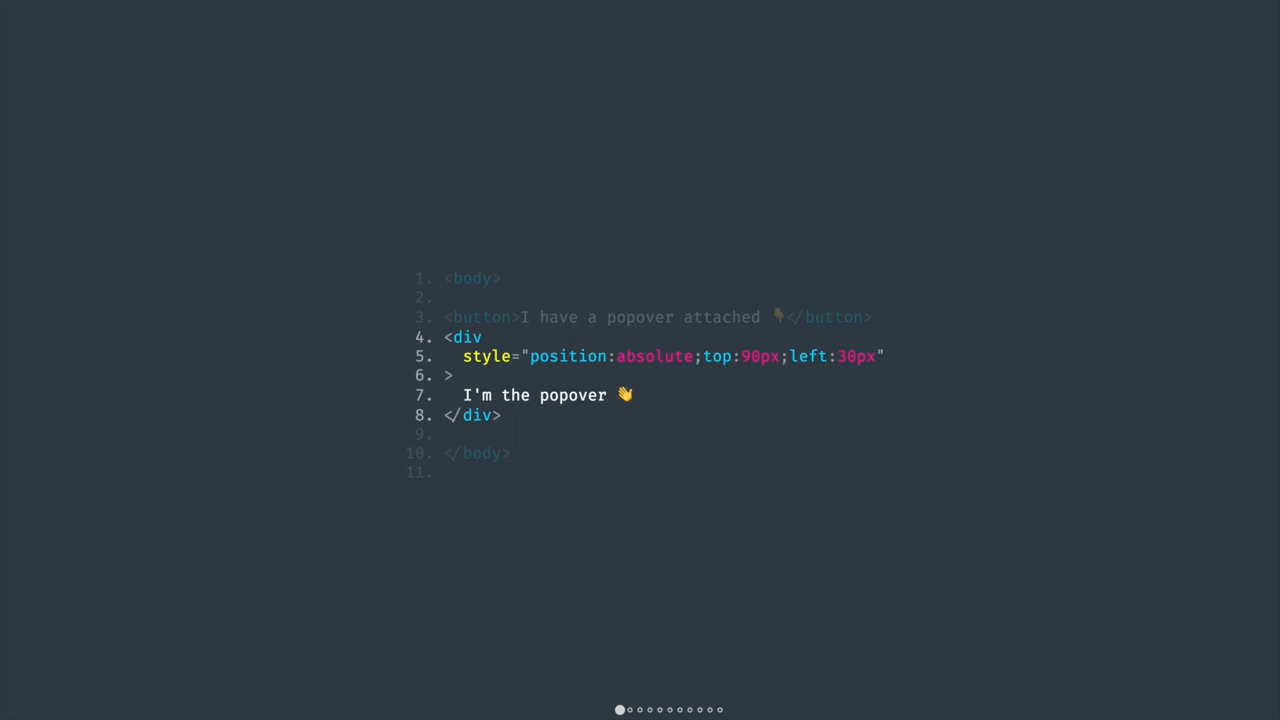 1. <body>
2.
3. <button>I have a popover attached 👇</button>
4. <div
5.   style="position:absolute;top:90px;left:30px"
6. >
7.   I'm the popover 👋
8. </div>
9.
10. </body>
11.